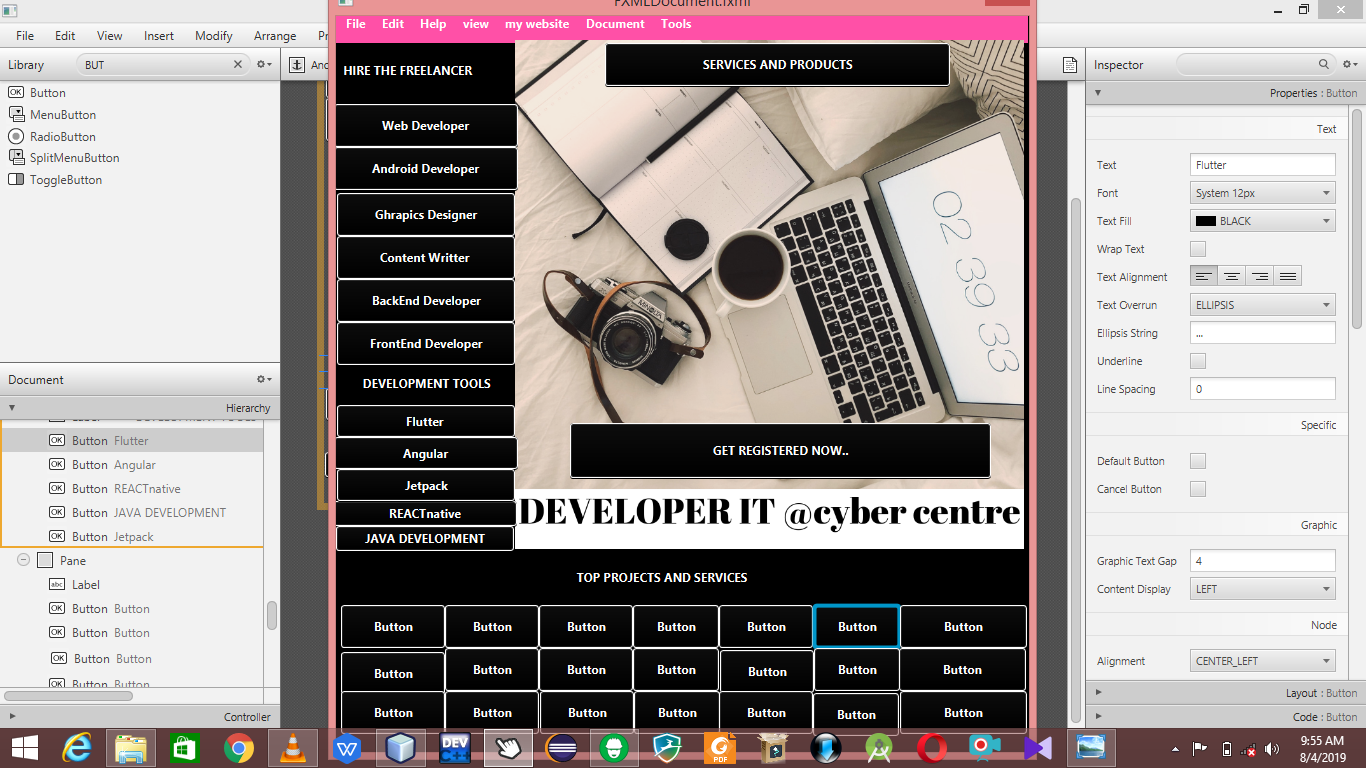 FXMLDocument.fxml
File Edit View Insert Modify Arrange
Library BUT
Button
MenuButton
RadioButton
SplitMenuButton
ToggleButton
Document
Hierarchy
Button Flutter
Button Angular
Button REACTnative
Button JAVA DEVELOPMENT
Button Jetpack
Pane
abc Label
Button Button
Button Button
Button Button
Button Button
Controller
File Edit Help view my website Document Tools
HIRE THE FREELANCER
SERVICES AND PRODUCTS
Web Developer
Android Developer
Ghrapics Designer
Content Writter
BackEnd Developer
FrontEnd Developer
DEVELOPMENT TOOLS
Flutter
Angular
Jetpack
REACTnative
JAVA DEVELOPMENT
02 39 33
MINOLTA
GET REGISTERED NOW..
DEVELOPER IT @cyber centre
TOP PROJECTS AND SERVICES
Button Button Button Button Button Button Button
Button Button Button Button Button Button Button
Button Button Button Button Button Button Button
Inspector
Properties : Button
Text
Text Flutter
Font System 12px
Text Fill BLACK
Wrap Text
Text Alignment
Text Overrun ELLIPSIS
Ellipsis String ...
Underline
Line Spacing 0
Specific
Default Button
Cancel Button
Graphic
Graphic Text Gap 4
Content Display LEFT
Node
Alignment CENTER_LEFT
Layout : Button
Code : Button
DEV C++
PDF
9:55 AM
8/4/2019